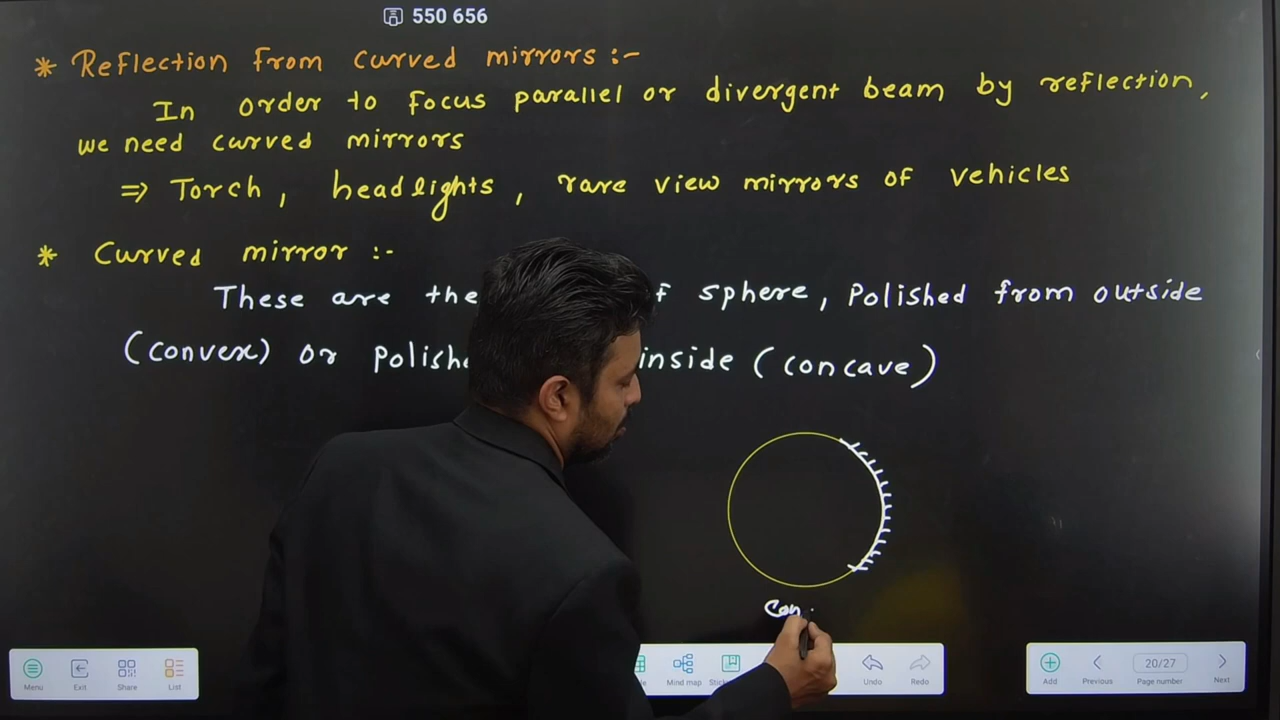 550 656
* Reflection from curved mirrors :-
In order to focus parallel or divergent beam by reflection,
we need curved mirrors
⇒ Torch, headlights, rare view mirrors of vehicles
* Curved mirror :-
These are the sphere, Polished from outside
(convex) or inside (concave)
Con
Menu Exit Share List Mind map Undo Redo Add Previous 20/27 Page number Next